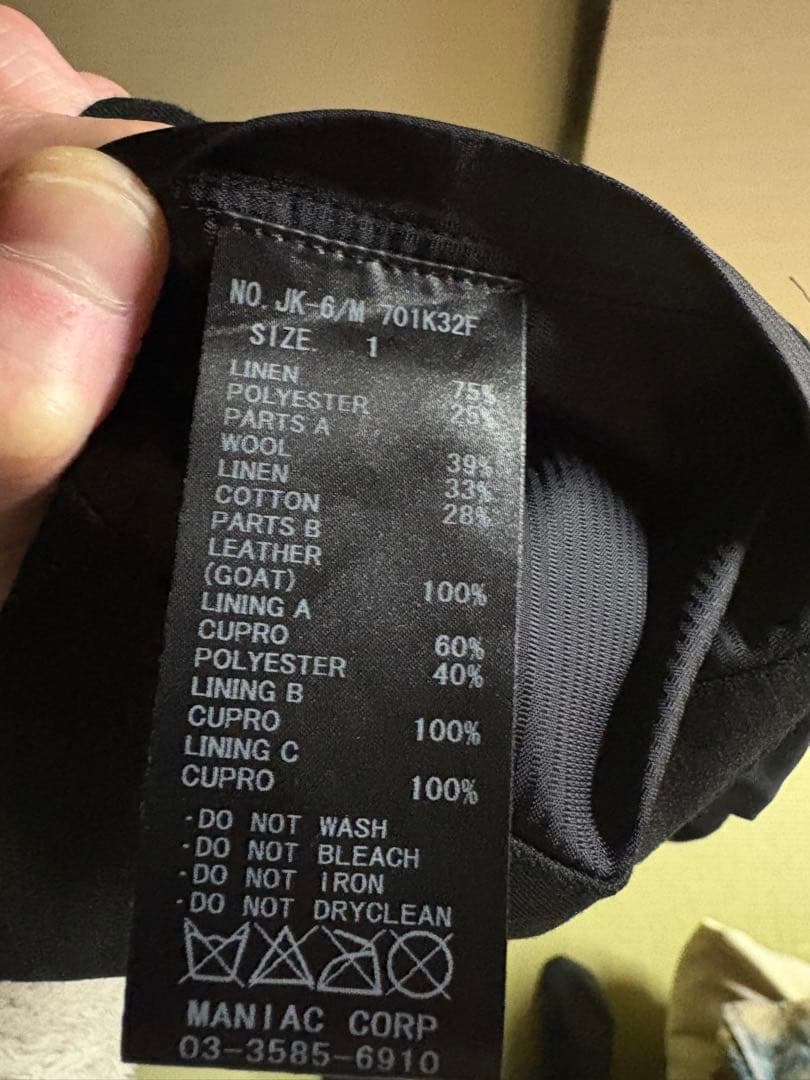 NO. JK-6/M 701K32F
SIZE. 1
LINEN 75%
POLYESTER 25%
PARTS A
WOOL 39%
LINEN 33%
COTTON 28%
PARTS B
LEATHER
(GOAT) 100%
LINING A
CUPRO 60%
POLYESTER 40%
LINING B
CUPRO 100%
LINING C
CUPRO 100%
・DO NOT WASH
・DO NOT BLEACH
・DO NOT IRON
・DO NOT DRYCLEAN
MANIAC CORP
03-3585-6910